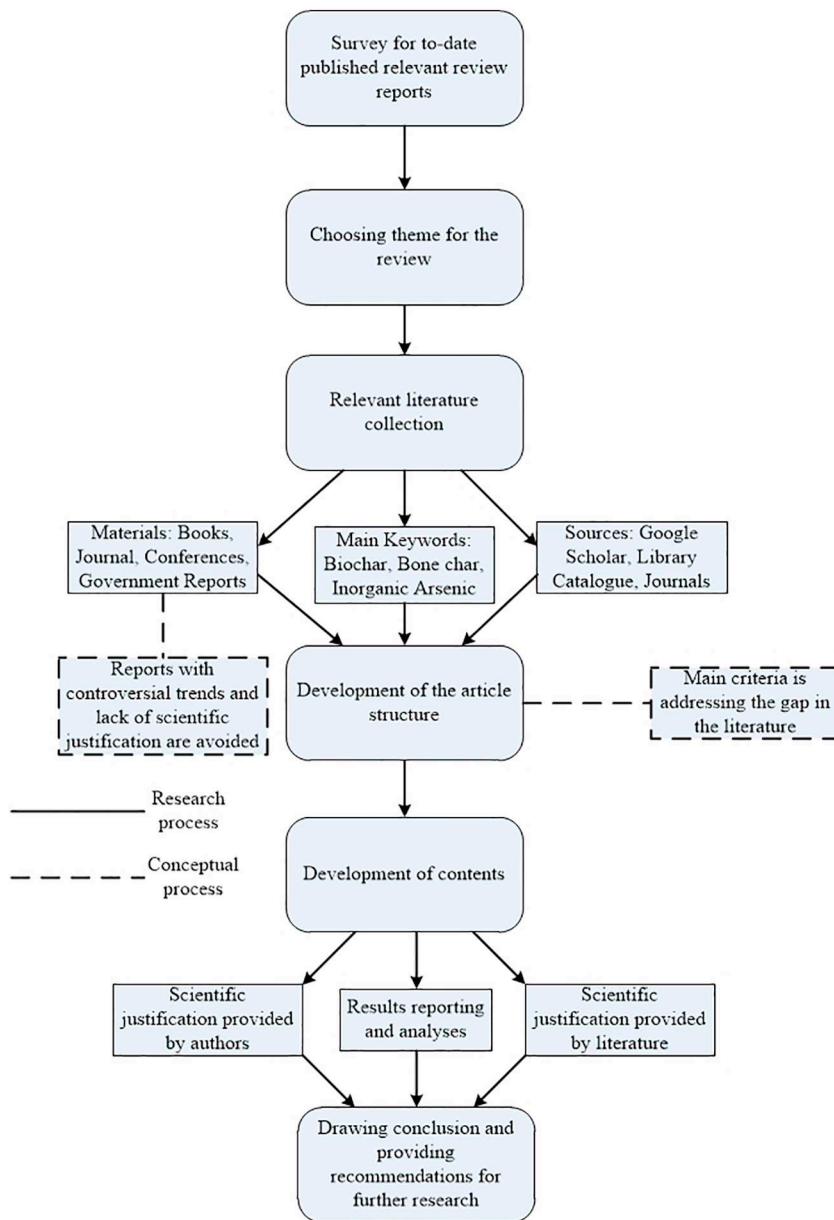 Survey for to-date
published relevant review
reports
Choosing theme for the
review
Relevant literature
collection
Materials: Books,
Journal, Conferences,
Government Reports
Main Keywords:
Biochar, Bone char,
Inorganic Arsenic
Sources: Google
Scholar, Library
Catalogue, Journals
Reports with
controversial trends and
lack of scientific
justification are avoided
Development of the article
structure
Main criteria is
addressing the gap in
the literature
Research
process
Conceptual
process
Development of contents
Scientific
justification provided
by authors
Results reporting
and analyses
Scientific
justification provided
by literature
Drawing conclusion and
providing
recommendations for
further research